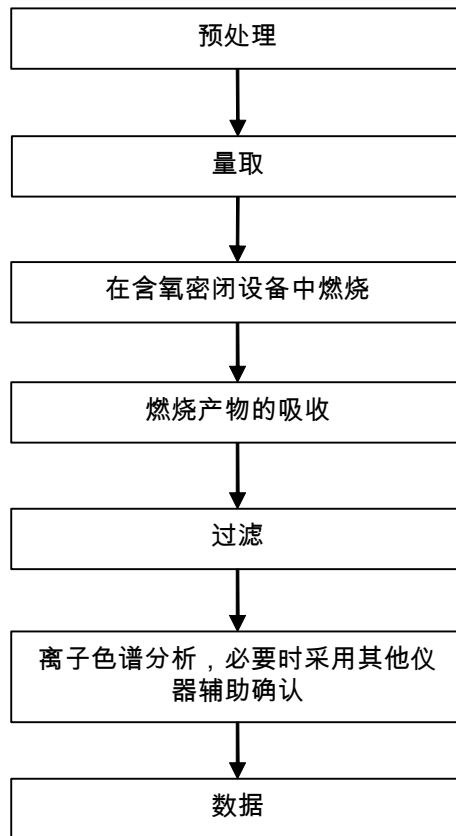 预处理
量取
在含氧密闭设备中燃烧
燃烧产物的吸收
过滤
离子色谱分析，必要时采用其他仪
器辅助确认
数据